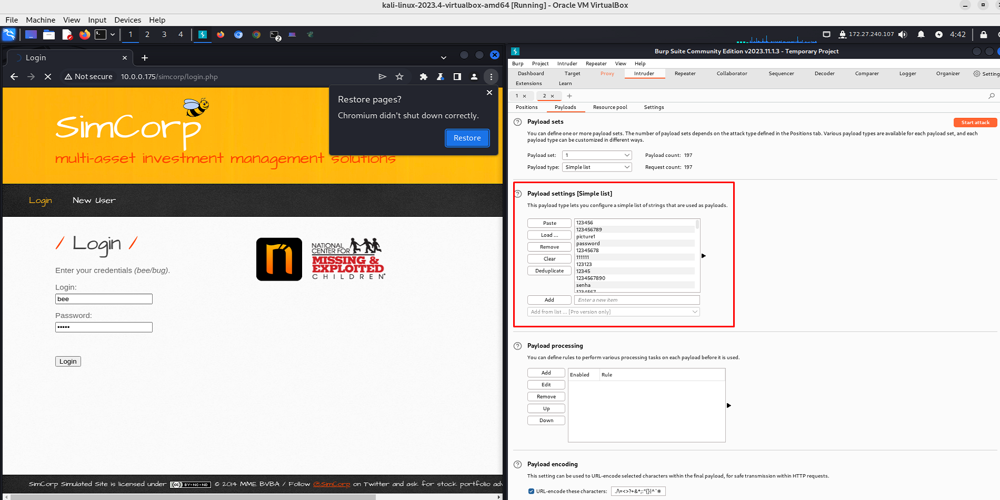 kali-linux-2023.4-virtualbox-amd64 [Running] - Oracle VM VirtualBox
File Machine View Input Devices Help
1 2 3 4
2
172.27.240.107
4:42
Login
Not secure 10.0.0.175/simcorp/login.php
Restore pages?
Chromium didn't shut down correctly.
Restore
SimCorp
multi-asset investment management solutions
Login New User
/ Login /
Enter your credentials (bee/bug).
Login:
bee
Password:
•••••
Login
n
NATIONAL
CENTER FOR
MISSING &
EXPLOITED
CHILDREN®
SimCorp Simulated Site is licensed under (cc) BY-NC-ND © 2014 MME BVBA / Follow @SimCorp on Twitter and ask for stock portfolio adv
Burp Suite Community Edition v2023.11.1.3 - Temporary Project
Burp Project Intruder Repeater View Help
Dashboard Target Proxy Intruder Repeater Collaborator Sequencer Decoder Comparer Logger Organizer Setting
Extensions Learn
1 × 2 × +
Positions Payloads Resource pool Settings
? Payload sets
Start attack
You can define one or more payload sets. The number of payload sets depends on the attack type defined in the Positions tab. Various payload types are available for each payload set, and each
payload type can be customized in different ways.
Payload set: 1 Payload count: 197
Payload type: Simple list Request count: 197
? Payload settings [Simple list]
This payload type lets you configure a simple list of strings that are used as payloads.
Paste
Load ...
Remove
Clear
Deduplicate
123456
123456789
picture1
password
12345678
111111
123123
12345
1234567890
senha
1234567
Add Enter a new item
Add from list ... [Pro version only]
? Payload processing
You can define rules to perform various processing tasks on each payload before it is used.
Add
Edit
Remove
Up
Down
Enabled Rule
? Payload encoding
This setting can be used to URL-encode selected characters within the final payload, for safe transmission within HTTP requests.
URL-encode these characters: ./\=<>?+&*;:"{}|^`#